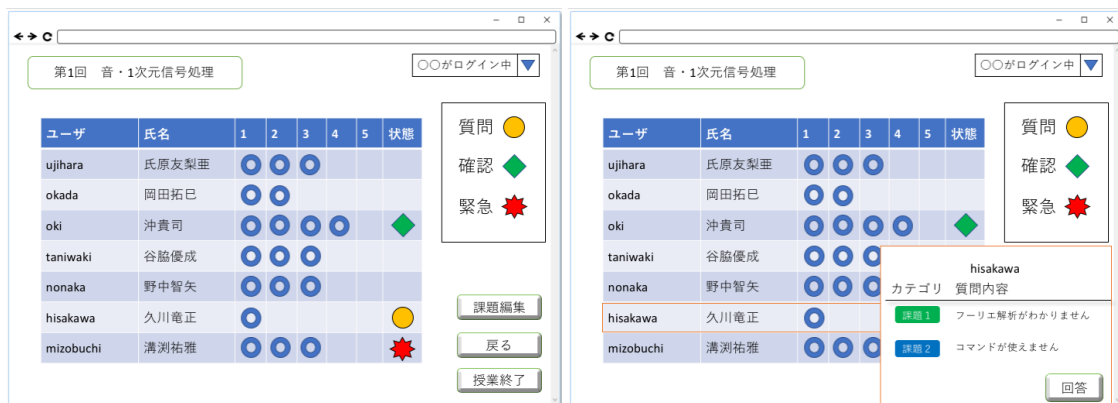 第1回 音・1次元信号処理
〇〇がログイン中
ユーザ 氏名 1 2 3 4 5 状態
ujihara 氏原友梨亜
okada 岡田拓巳
oki 沖貴司
taniwaki 谷脇優成
nonaka 野中智矢
hisakawa 久川竜正
mizobuchi 溝渕祐雅
質問
確認
緊急
課題編集
戻る
授業終了
第1回 音・1次元信号処理
〇〇がログイン中
ユーザ 氏名 1 2 3 4 5 状態
ujihara 氏原友梨亜
okada 岡田拓巳
oki 沖貴司
taniwaki 谷脇優成
nonaka 野中智矢
hisakawa 久川竜正
mizobuchi 溝渕祐雅
質問
確認
緊急
hisakawa
カテゴリ 質問内容
課題1 フーリエ解析がわかりません
課題2 コマンドが使えません
回答